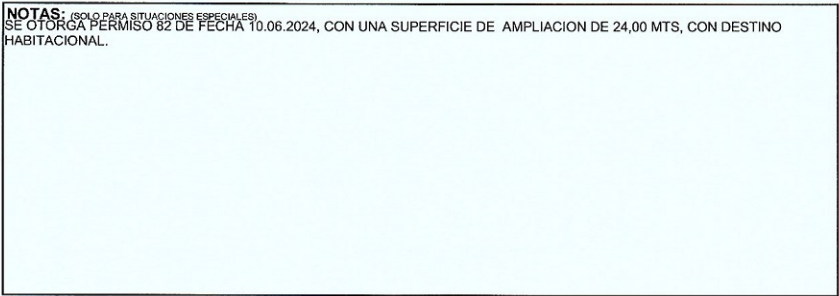 NOTAS: (SOLO PARA SITUACIONES ESPECIALES)
SE OTORGA PERMISO 82 DE FECHA 10.06.2024, CON UNA SUPERFICIE DE AMPLIACION DE 24,00 MTS, CON DESTINO
HABITACIONAL.